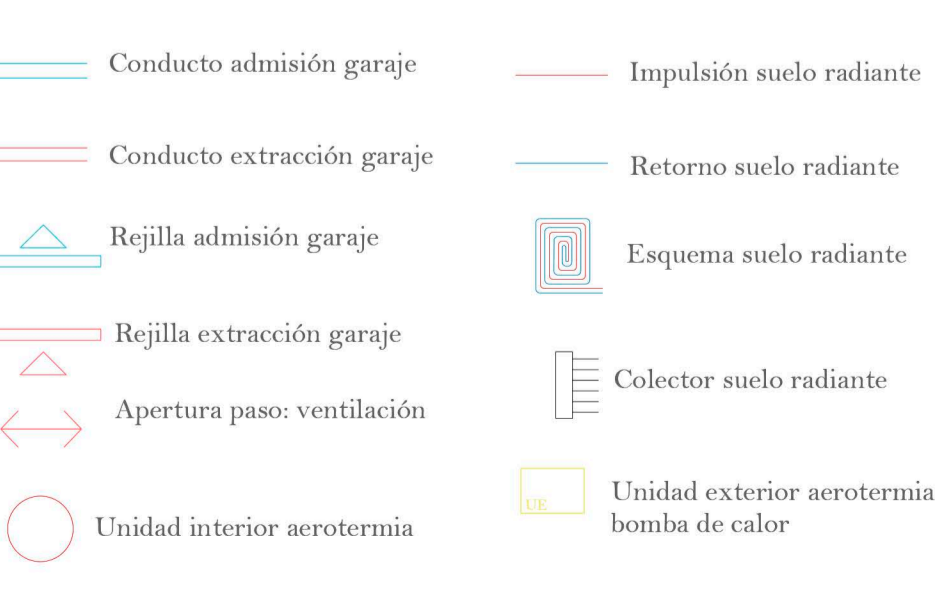 Conducto admisión garaje
Conducto extracción garaje
Rejilla admisión garaje
Rejilla extracción garaje
Apertura paso: ventilación
Unidad interior aerotermia
Impulsión suelo radiante
Retorno suelo radiante
Esquema suelo radiante
Colector suelo radiante
UE
Unidad exterior aerotermia
bomba de calor